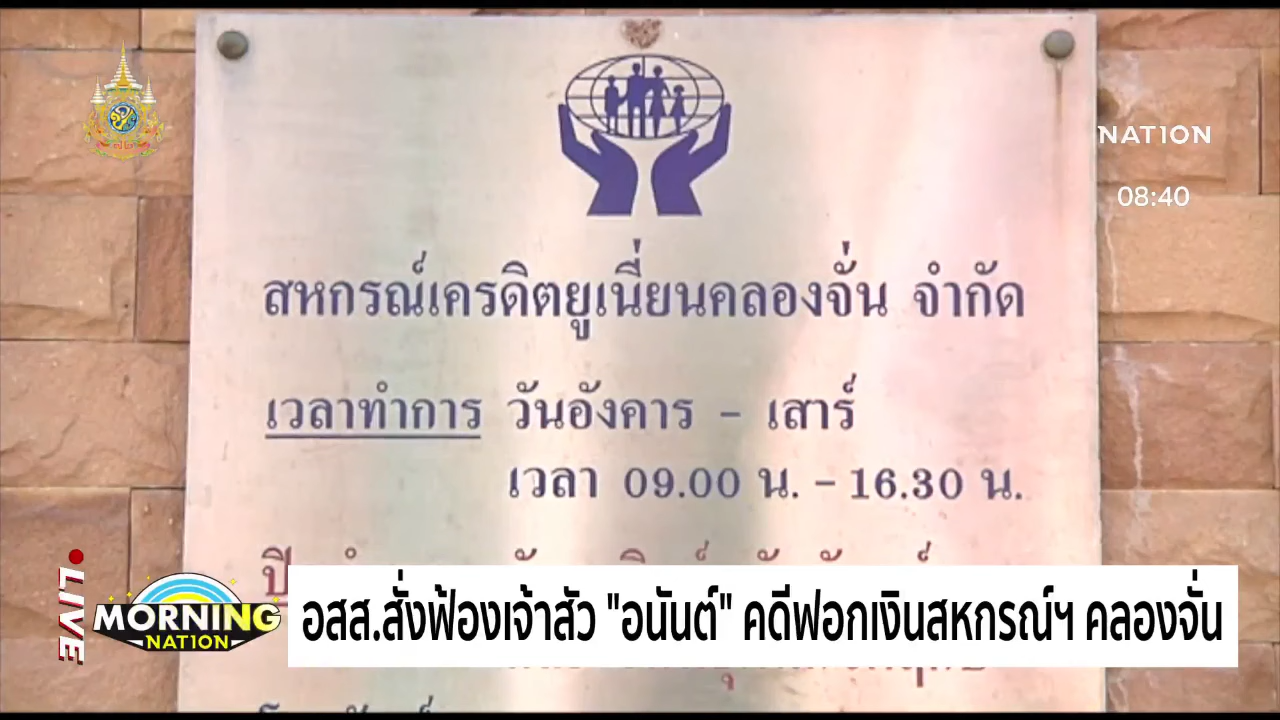 NATION
08:40
สหกรณ์เครดิตยูเนี่ยนคลองจั่น จำกัด
เวลาทำการ วันอังคาร - เสาร์
เวลา 09.00 น. - 16.30 น.
LIVE
MORNING
NATION
อสส.สั่งฟ้องเจ้าสัว "อนันต์" คดีฟอกเงินสหกรณ์ฯ คลองจั่น